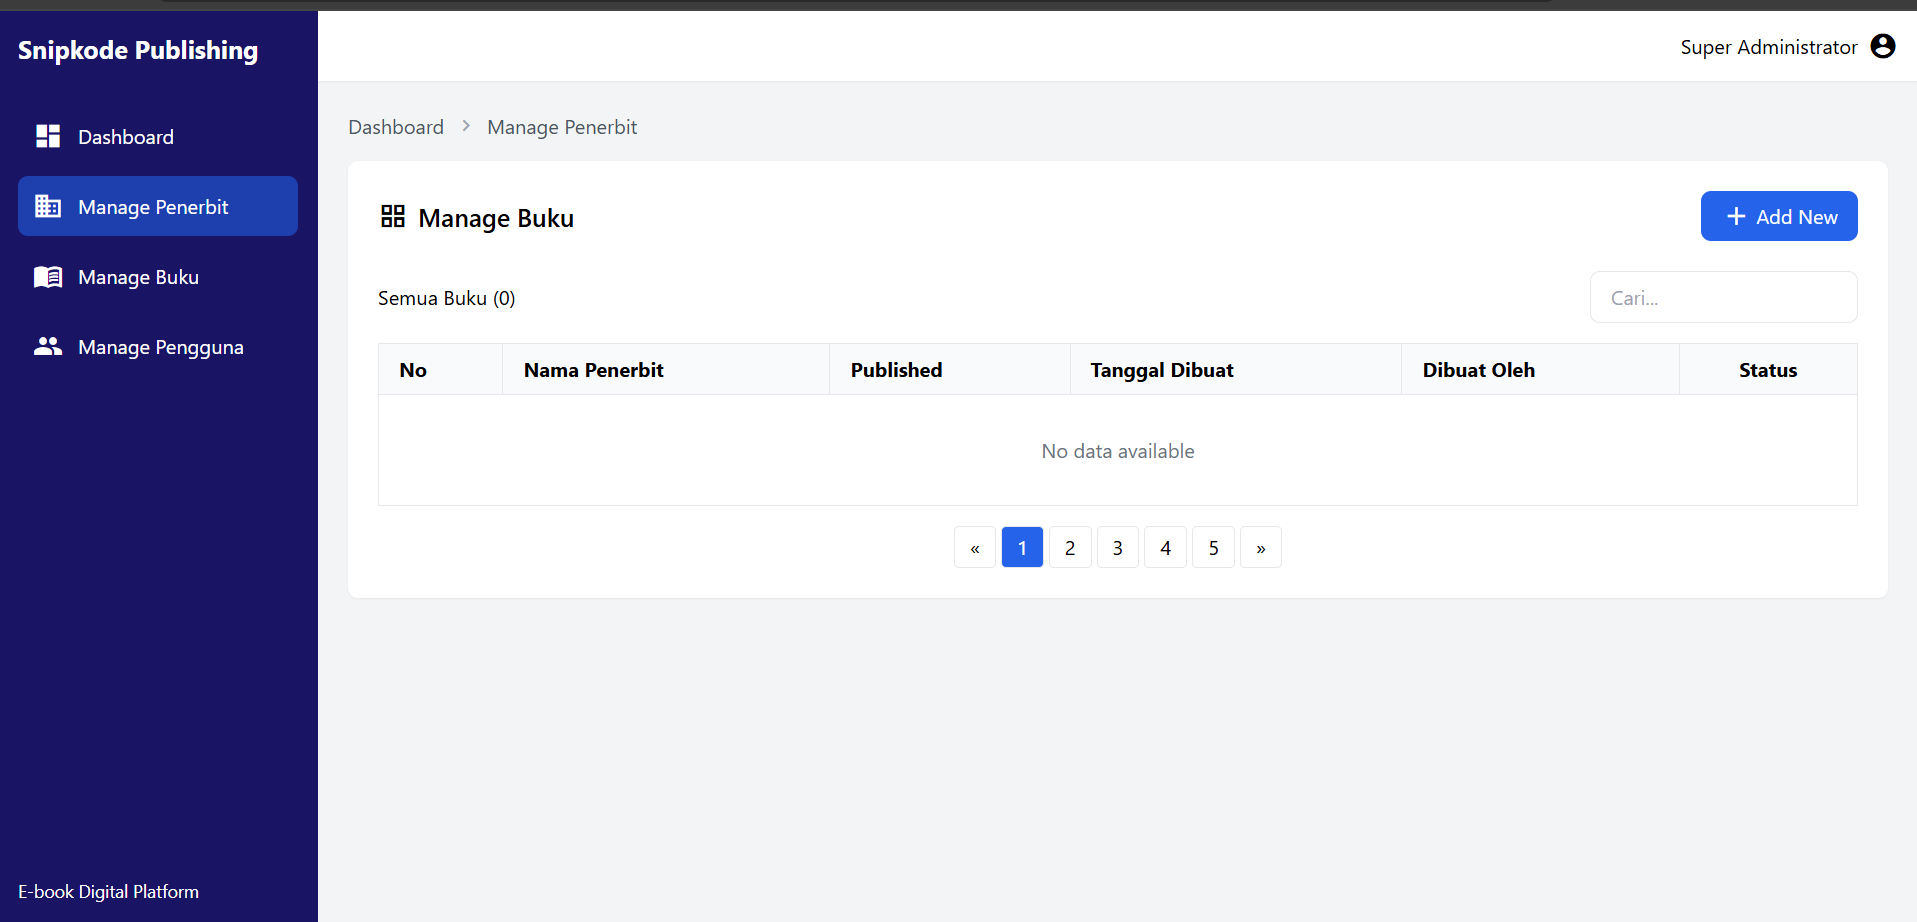 Snipkode Publishing
Super Administrator
Dashboard
Manage Penerbit
Manage Buku
Manage Pengguna
E-book Digital Platform
Dashboard > Manage Penerbit
Manage Buku
+ Add New
Semua Buku (0)
Cari...
No Nama Penerbit Published Tanggal Dibuat Dibuat Oleh Status
No data available
« 1 2 3 4 5 »